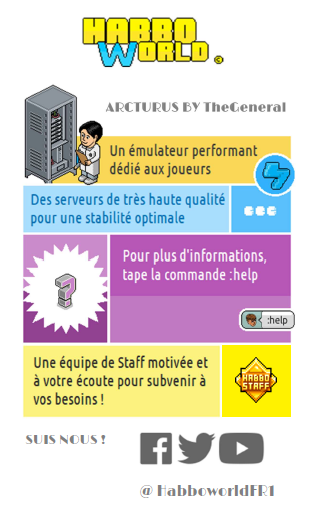 HABBO
WORLD ©
ARCTURUS BY TheGeneral
Un émulateur performant
dédié aux joueurs
Des serveurs de très haute qualité
pour une stabilité optimale
Pour plus d'informations,
tape la commande :help
:help
Une équipe de Staff motivée et
à votre écoute pour subvenir à
vos besoins !
HABBO
STAFF
SUIS NOUS !
YouTube
@ HabboworldFR1